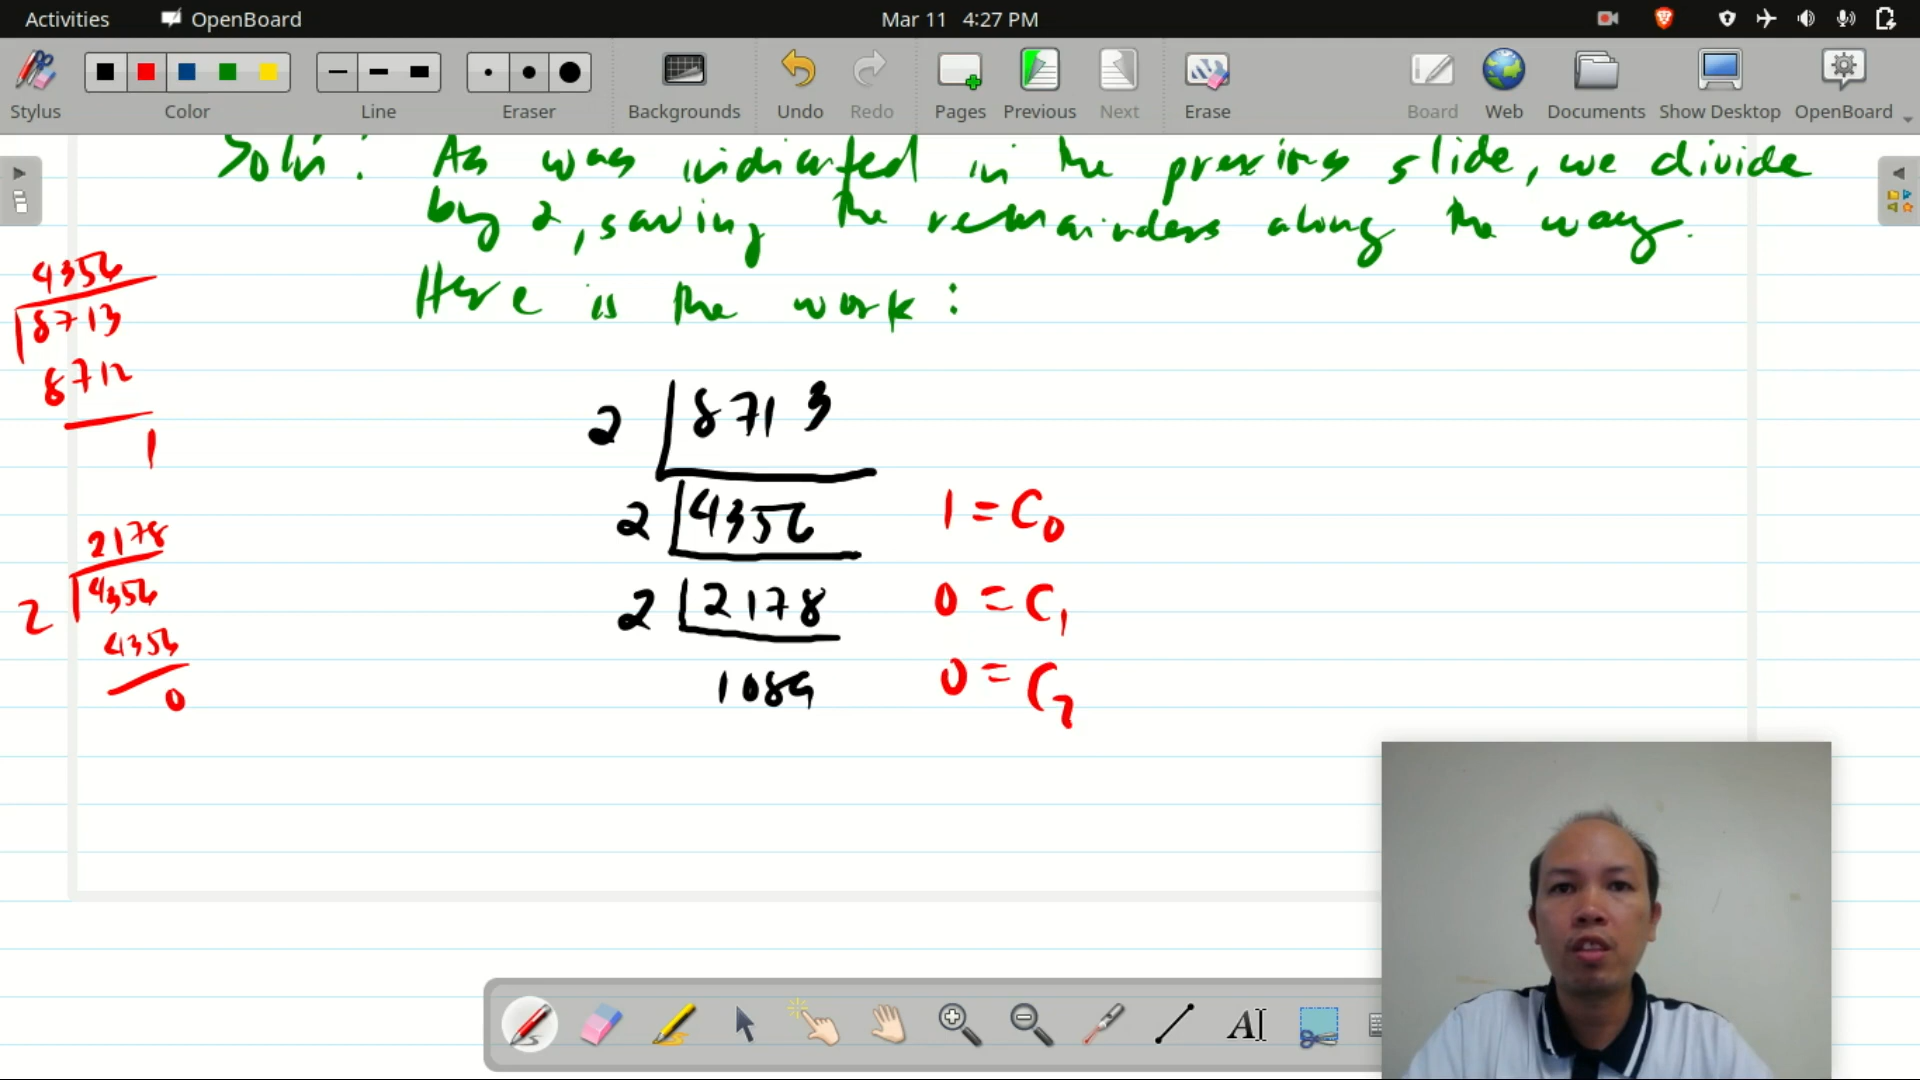 Activities OpenBoard Mar 11 4:27 PM
Stylus Color Line Eraser Backgrounds Undo Redo Pages Previous Next Erase Board Web Documents Show Desktop OpenBoard
Soln: As was indicated in the previous slide, we divide
by 2, saving the remainders along the way.
Here is the work:
4356
8713
8712
1
2178
2 4356
4356
0
2 8713
2 4356 1 = C0
2 2178 0 = C1
1089 0 = C2